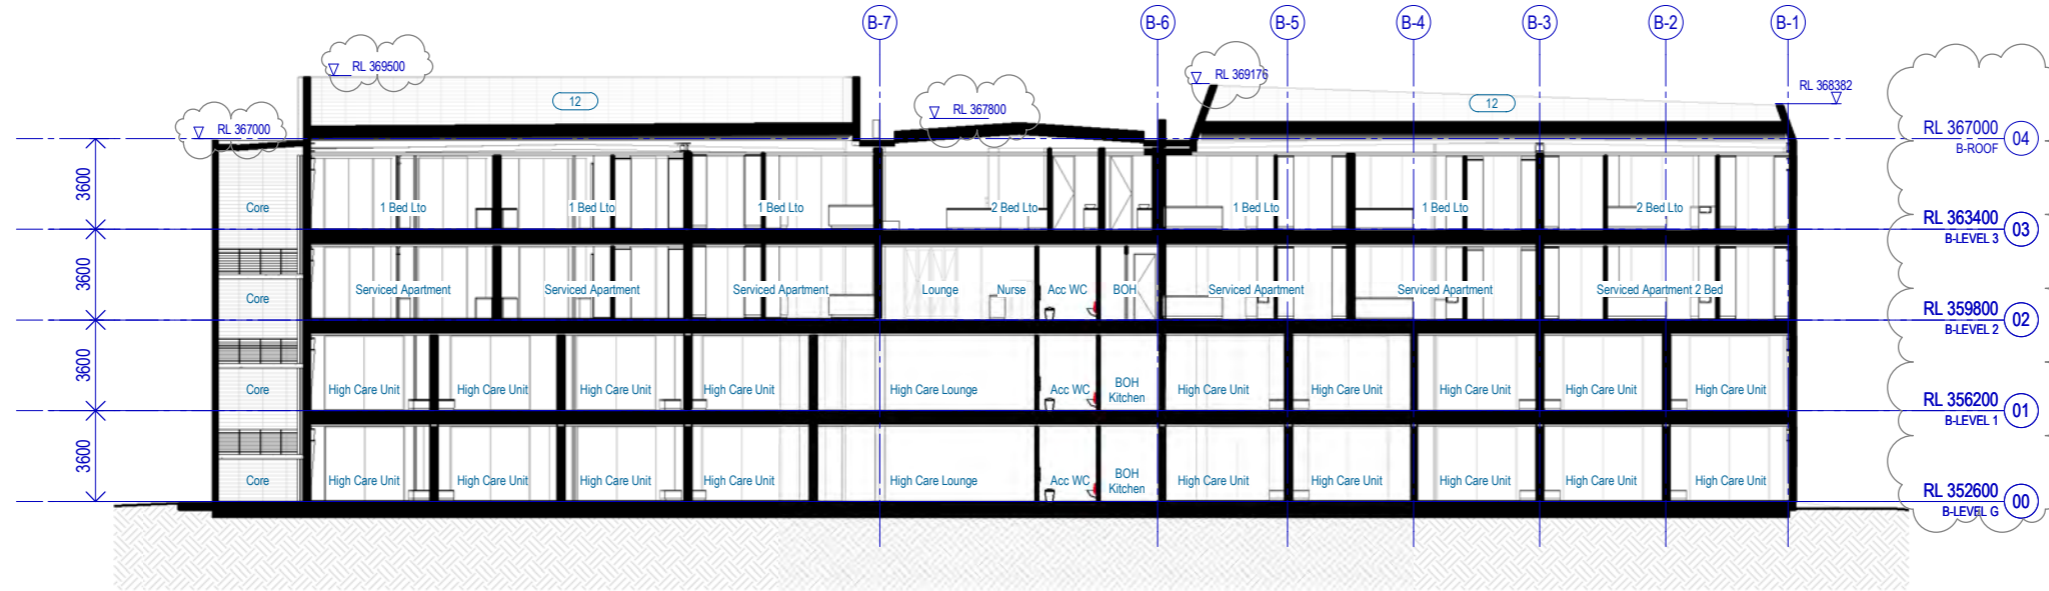 B-7
B-6
B-5
B-4
B-3
B-2
B-1
RL 369500
RL 369176
RL 368382
12
12
RL 367800
RL 367000
RL 367000
B-ROOF
04
3600
Core
1 Bed Lto
1 Bed Lto
1 Bed Lto
2 Bed Lto
1 Bed Lto
1 Bed Lto
2 Bed Lto
RL 363400
B-LEVEL 3
03
3600
Core
Serviced Apartment
Serviced Apartment
Serviced Apartment
Lounge
Nurse
Acc WC
BOH
Serviced Apartment
Serviced Apartment
Serviced Apartment 2 Bed
RL 359800
B-LEVEL 2
02
3600
Core
High Care Unit
High Care Unit
High Care Unit
High Care Unit
High Care Lounge
Acc WC
BOH
Kitchen
High Care Unit
High Care Unit
High Care Unit
High Care Unit
High Care Unit
RL 356200
B-LEVEL 1
01
3600
Core
High Care Unit
High Care Unit
High Care Unit
High Care Unit
High Care Lounge
Acc WC
BOH
Kitchen
High Care Unit
High Care Unit
High Care Unit
High Care Unit
High Care Unit
RL 352600
B-LEVEL G
00